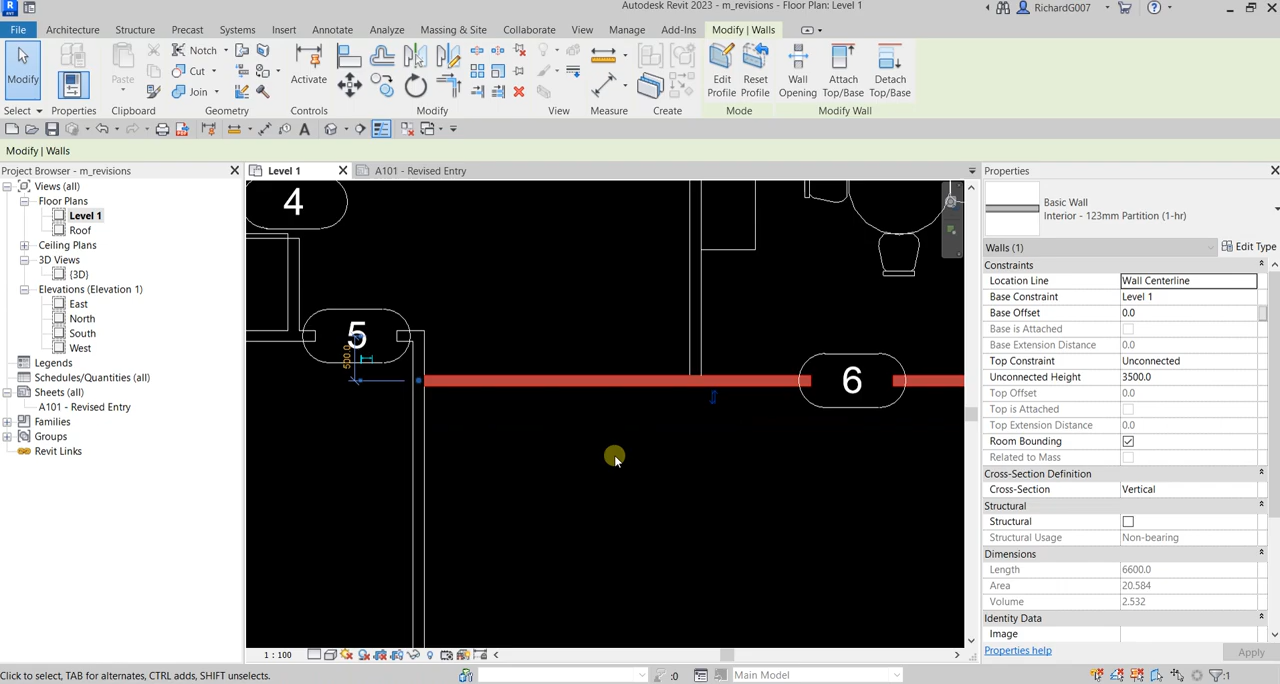 Autodesk Revit 2023 - m_revisions - Floor Plan: Level 1
RichardG007
File Architecture Structure Precast Systems Insert Annotate Analyze Massing & Site Collaborate View Manage Add-Ins Modify | Walls
Modify
Paste
Notch
Cut
Join
Activate
Edit Profile
Reset Profile
Wall Opening
Attach Top/Base
Detach Top/Base
Select Properties Clipboard Geometry Controls Modify View Measure Create Mode Modify Wall
Modify | Walls
Project Browser - m_revisions
Views (all)
Floor Plans
Level 1
Roof
Ceiling Plans
3D Views
{3D}
Elevations (Elevation 1)
East
North
South
West
Legends
Schedules/Quantities (all)
Sheets (all)
A101 - Revised Entry
Families
Groups
Revit Links
Level 1
A101 - Revised Entry
4
5
500.0
6
1 : 100
Properties
Basic Wall
Interior - 123mm Partition (1-hr)
Walls (1) Edit Type
Constraints
Location Line Wall Centerline
Base Constraint Level 1
Base Offset 0.0
Base is Attached
Base Extension Distance 0.0
Top Constraint Unconnected
Unconnected Height 3500.0
Top Offset 0.0
Top is Attached
Top Extension Distance 0.0
Room Bounding
Related to Mass
Cross-Section Definition
Cross-Section Vertical
Structural
Structural
Structural Usage Non-bearing
Dimensions
Length 6600.0
Area 20.584
Volume 2.532
Identity Data
Image
Properties help Apply
Click to select, TAB for alternates, CTRL adds, SHIFT unselects. :0 Main Model :1